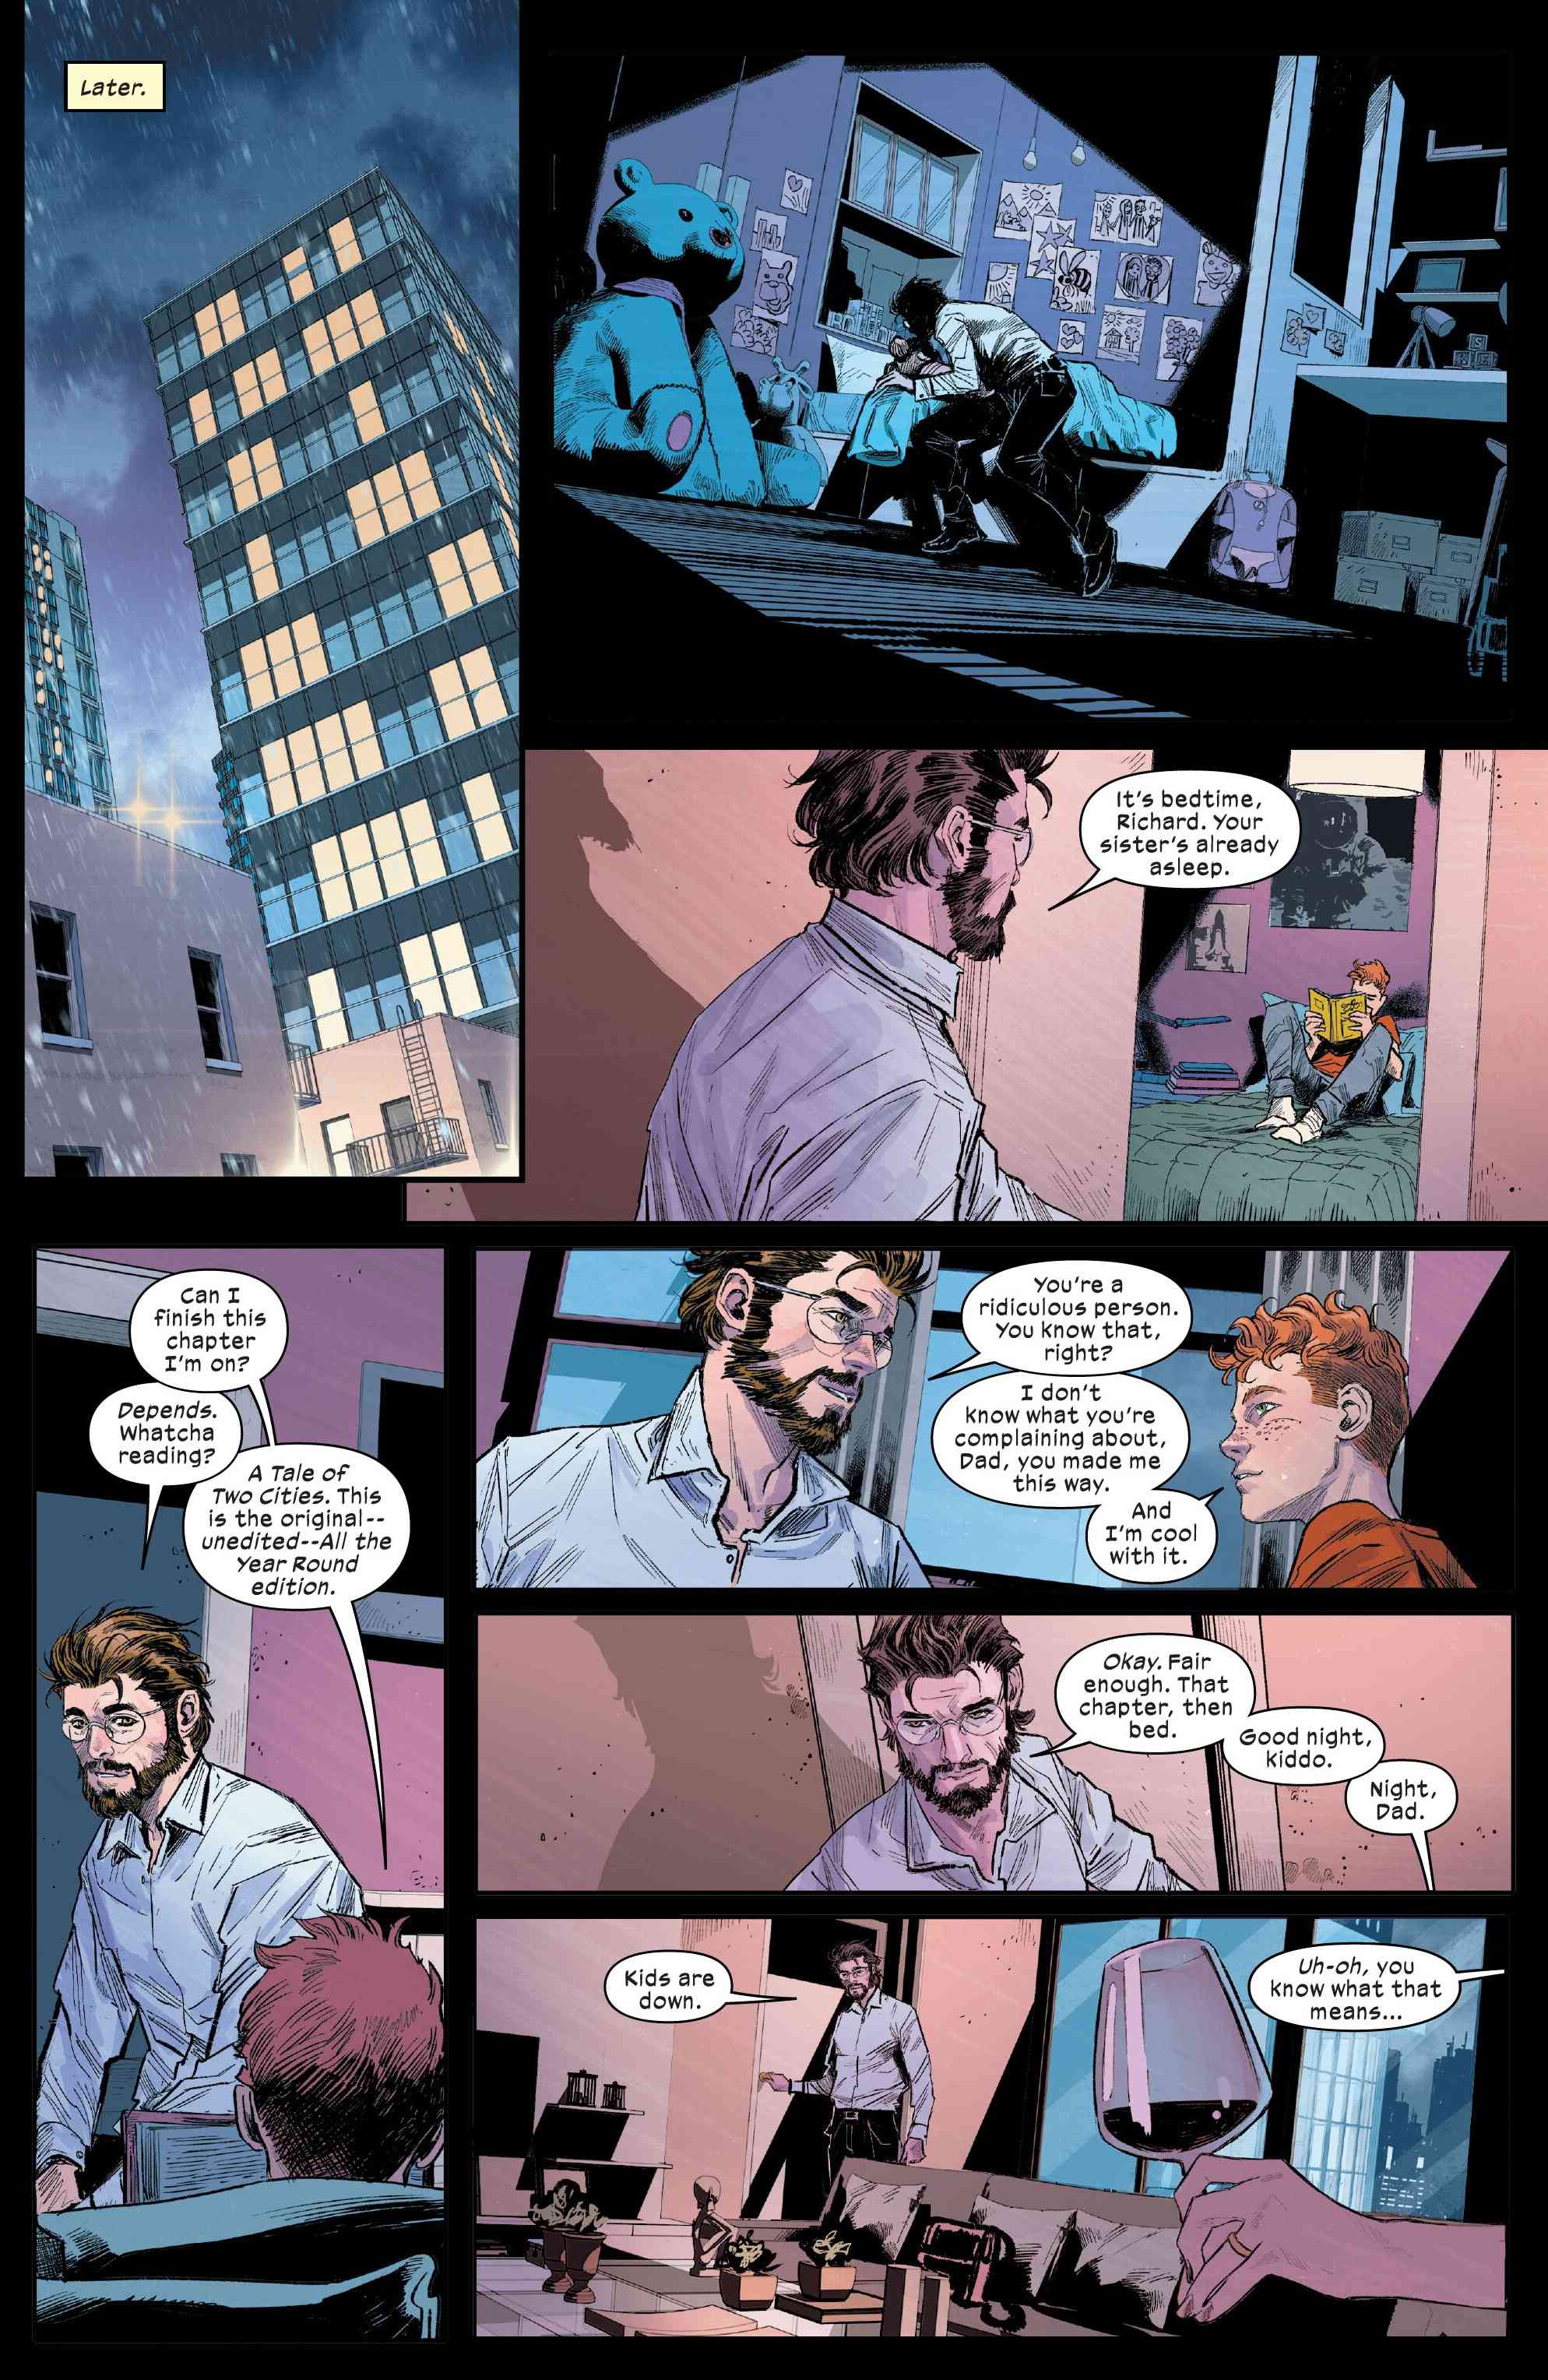 Later.
It's bedtime,
Richard. Your
sister's already
asleep.
Can I
finish this
chapter
I'm on?
Depends.
Whatcha
reading?
A Tale of
Two Cities. This
is the original--
unedited--All the
Year Round
edition.
You're a
ridiculous person.
You know that,
right?
I don't
know what you're
complaining about,
Dad, you made me
this way.
And
I'm cool
with it.
Okay. Fair
enough. That
chapter, then
bed.
Good night,
kiddo.
Night,
Dad.
Kids are
down.
Uh-oh, you
know what that
means...